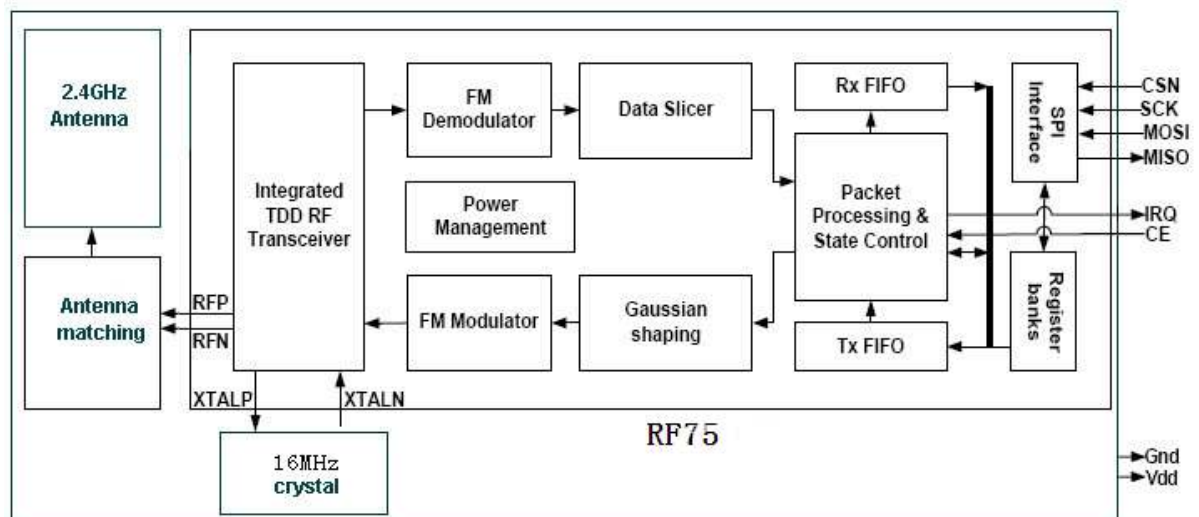 2.4GHz
Antenna
Antenna
matching
RFP
RFN
XTALP
XTALN
16MHz
crystal
Integrated
TDD RF
Transceiver
FM
Demodulator
Data Slicer
Power
Management
FM Modulator
Gaussian
shaping
Rx FIFO
Packet
Processing &
State Control
Tx FIFO
SPI
Interface
Register
banks
CSN
SCK
MOSI
MISO
IRQ
CE
RF75
Gnd
Vdd